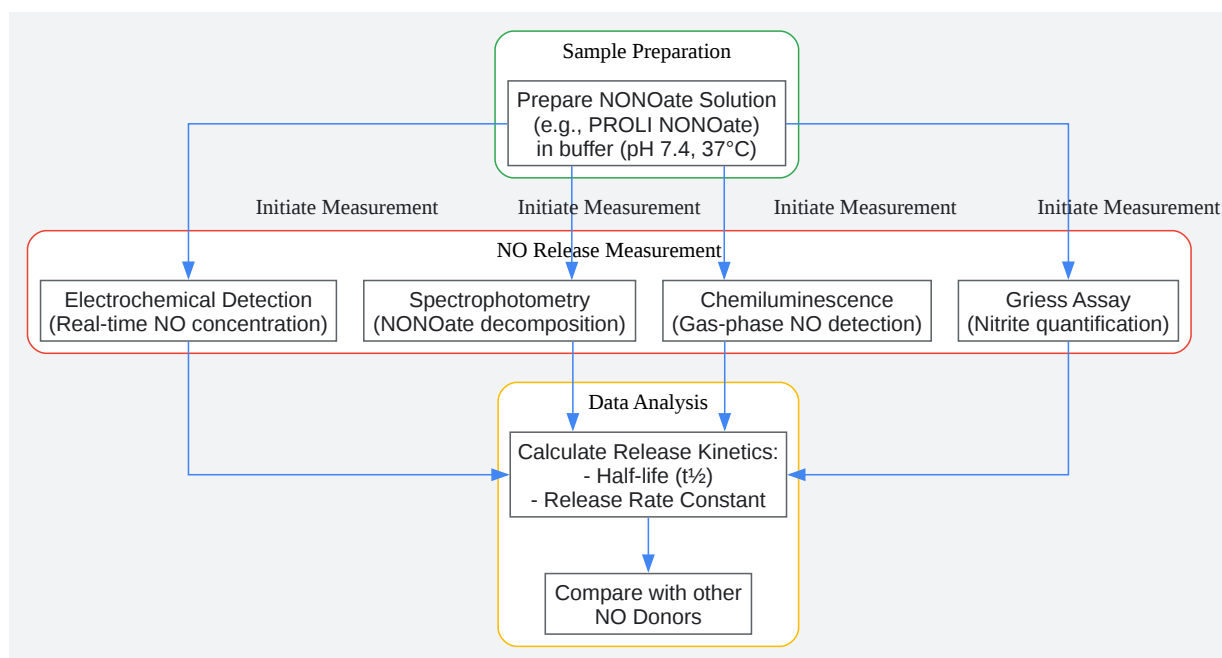 Sample Preparation
Prepare NONOate Solution
(e.g., PROLI NONOate)
in buffer (pH 7.4, 37°C)
Initiate Measurement
Initiate Measurement
Initiate Measurement
Initiate Measurement
NO Release Measurement
Electrochemical Detection
(Real-time NO concentration)
Spectrophotometry
(NONOate decomposition)
Chemiluminescence
(Gas-phase NO detection)
Griess Assay
(Nitrite quantification)
Data Analysis
Calculate Release Kinetics:
- Half-life (t½)
- Release Rate Constant
Compare with other
NO Donors